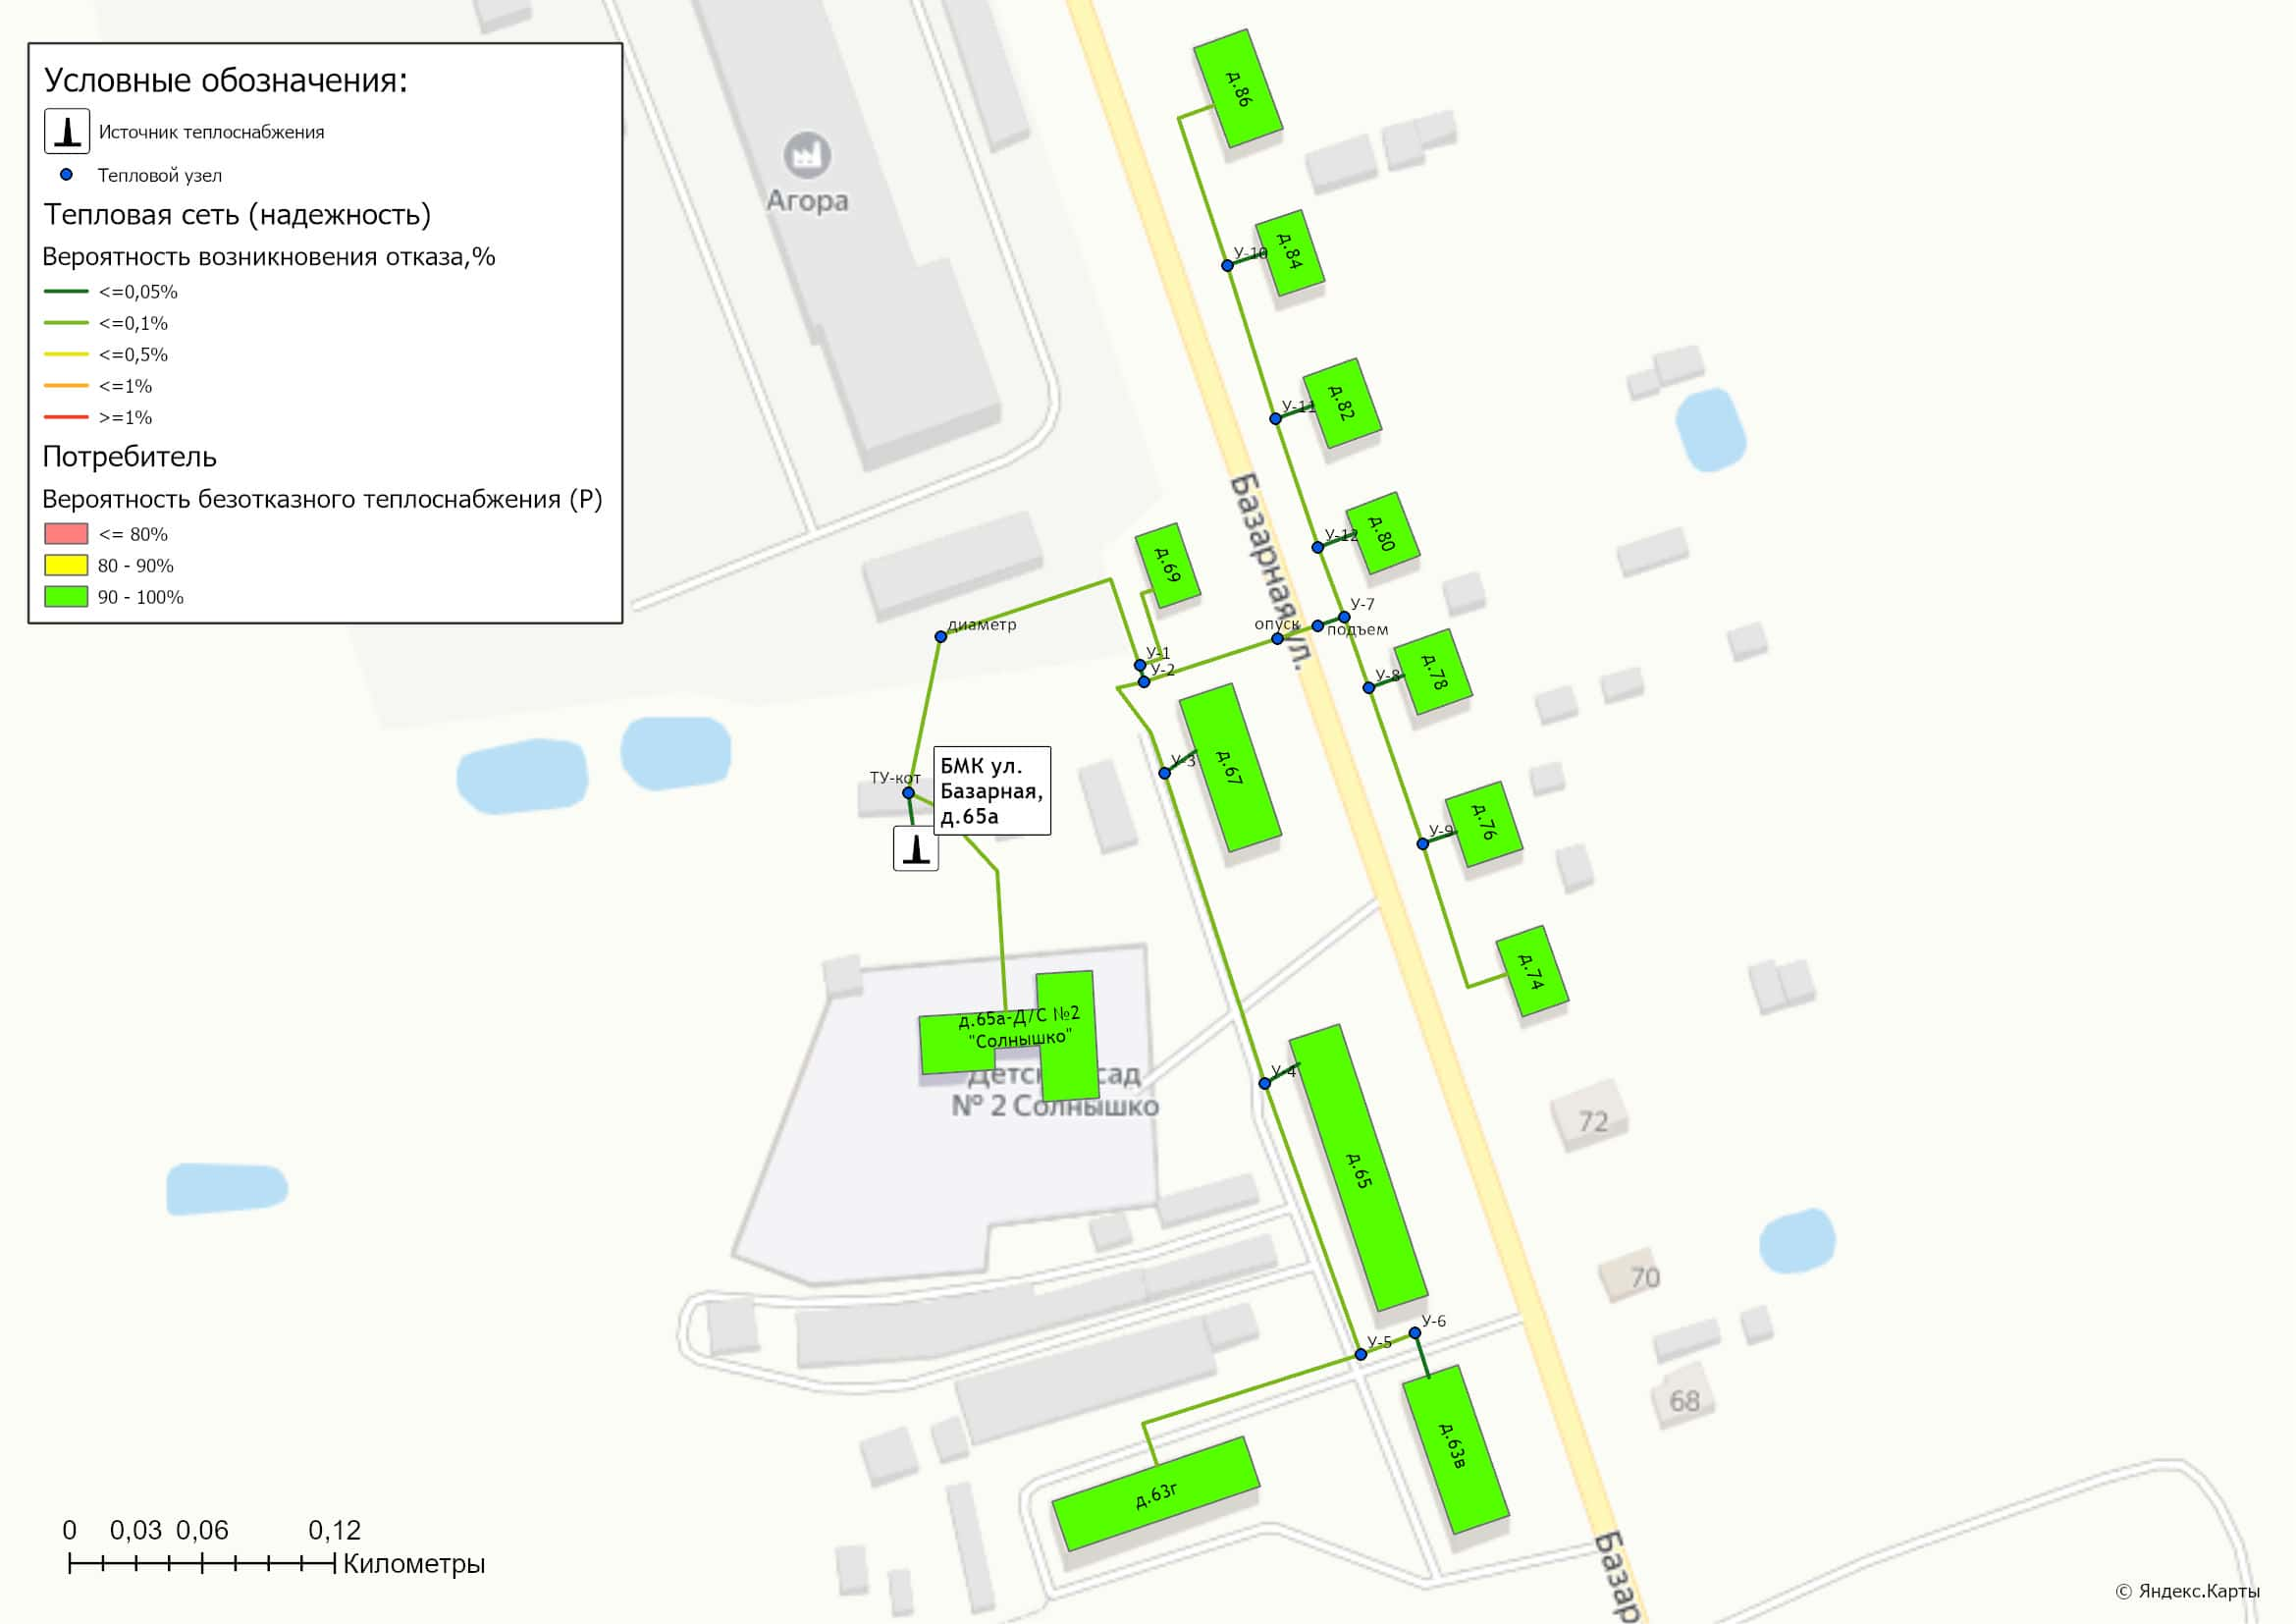 Условные обозначения:
Источник теплоснабжения
Тепловой узел
Тепловая сеть (надежность)
Вероятность возникновения отказа,%
<=0,05%
<=0,1%
<=0,5%
<=1%
>=1%
Потребитель
Вероятность безотказного теплоснабжения (Р)
<= 80%
80 - 90%
90 - 100%
Агора
д.86
У-10
д.84
У-11
д.82
У-12
д.80
Базарная ул.
д.69
У-7
опуск
подъем
диаметр
У-1
У-2
У-8
д.78
У-3
д.67
ТУ-кот
БМК ул.
Базарная,
д.65а
У-9
д.76
д.74
д.65а-Д/С №2
"Солнышко"
Детский сад
№ 2 Солнышко
У-4
д.65
72
70
68
У-5
У-6
д.63в
д.63г
0 0,03 0,06 0,12
Километры
Базар
© Яндекс.Карты